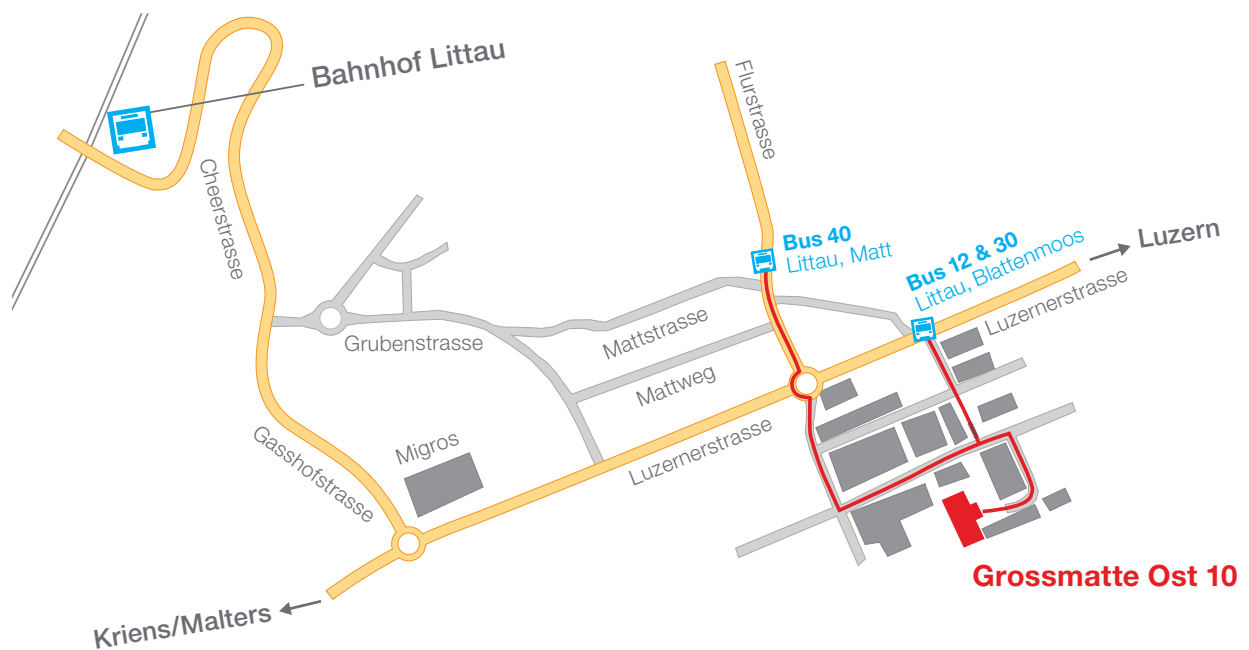 Bahnhof Littau
Flurstrasse
Cheerstrasse
Bus 40
Littau, Matt
Bus 12 & 30
Littau, Blattenmoos
Luzern
Luzernerstrasse
Grubenstrasse
Mattstrasse
Mattweg
Gasshofstrasse
Migros
Luzernerstrasse
Grossmatte Ost 10
Kriens/Malters